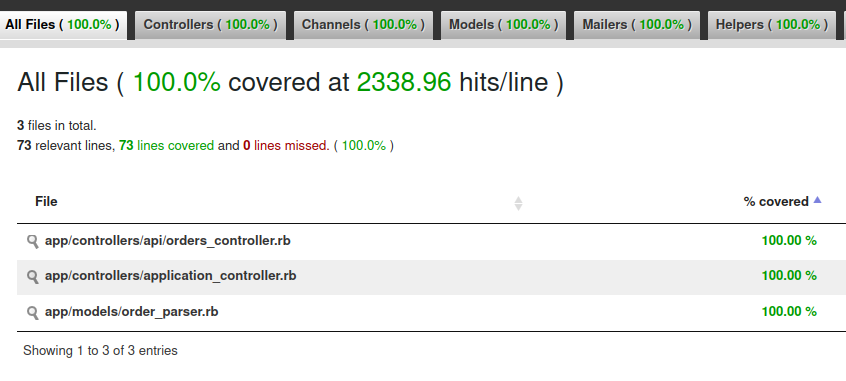 All Files ( 100.0% ) Controllers ( 100.0% ) Channels ( 100.0% ) Models ( 100.0% ) Mailers ( 100.0% ) Helpers ( 100.0% )
All Files ( 100.0% covered at 2338.96 hits/line )
3 files in total.
73 relevant lines, 73 lines covered and 0 lines missed. ( 100.0% )
File % covered
app/controllers/api/orders_controller.rb 100.00 %
app/controllers/application_controller.rb 100.00 %
app/models/order_parser.rb 100.00 %
Showing 1 to 3 of 3 entries